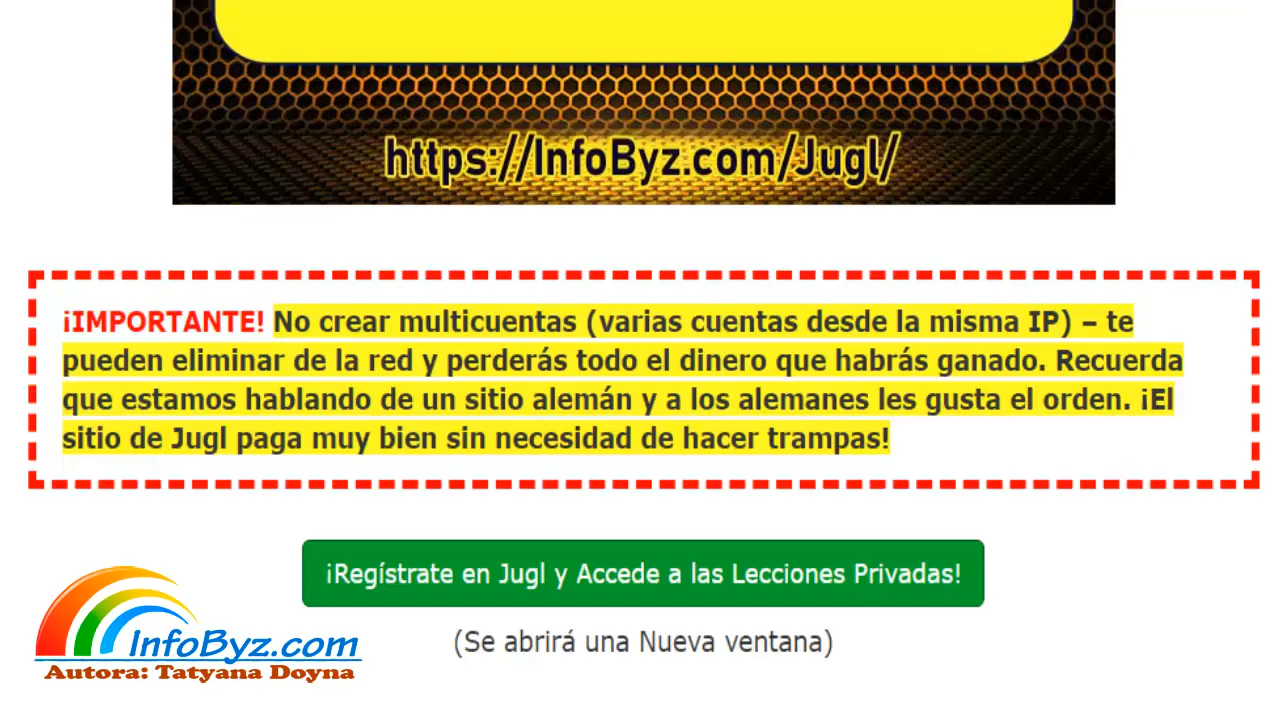 https://InfoByz.com/Jugl/
¡IMPORTANTE! No crear multicuentas (varias cuentas desde la misma IP) – te
pueden eliminar de la red y perderás todo el dinero que habrás ganado. Recuerda
que estamos hablando de un sitio alemán y a los alemanes les gusta el orden. ¡El
sitio de Jugl paga muy bien sin necesidad de hacer trampas!
¡Regístrate en Jugl y Accede a las Lecciones Privadas!
(Se abrirá una Nueva ventana)
InfoByz.com
Autora: Tatyana Doyna